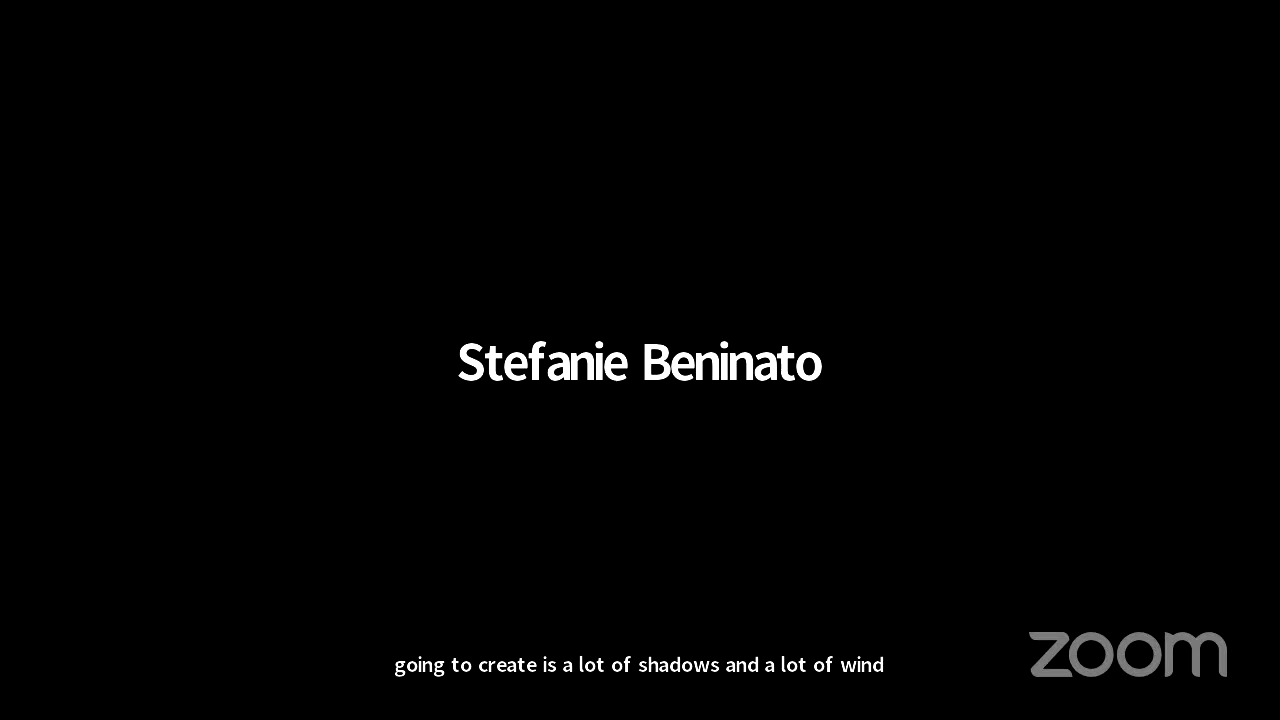 Stefanie Beninato
going to create is a lot of shadows and a lot of wind
zoom